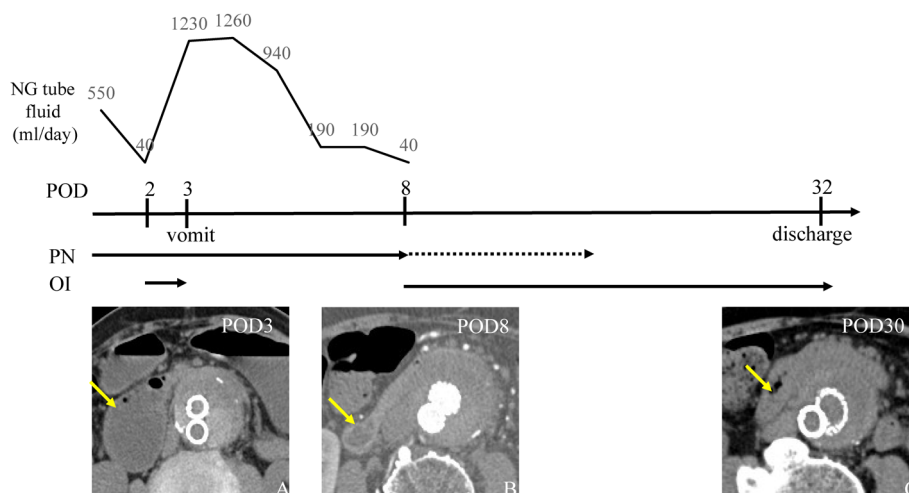 1230 1260
940
550
NG tube
fluid
(ml/day)
40
190 190
40
POD 2 3 8 32
vomit discharge
PN
OI
POD3 POD8 POD30
A B C